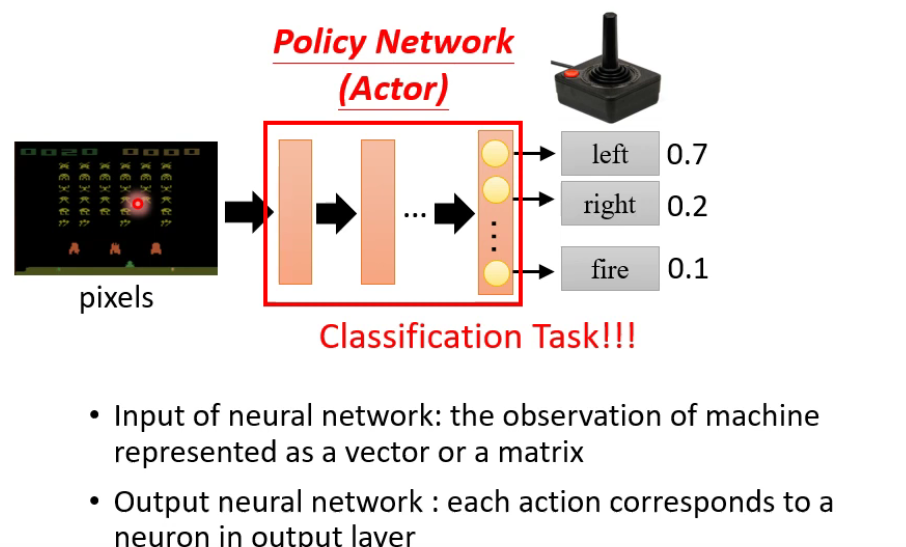 Policy Network
(Actor)
0020 0000
pixels
...
left 0.7
right 0.2
fire 0.1
Classification Task!!!
• Input of neural network: the observation of machine
represented as a vector or a matrix
• Output neural network : each action corresponds to a
neuron in output layer